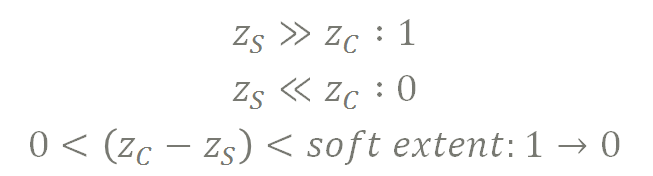 z_S ≫ z_C : 1
z_S ≪ z_C : 0
0 < (z_C − z_S) < soft extent: 1 → 0